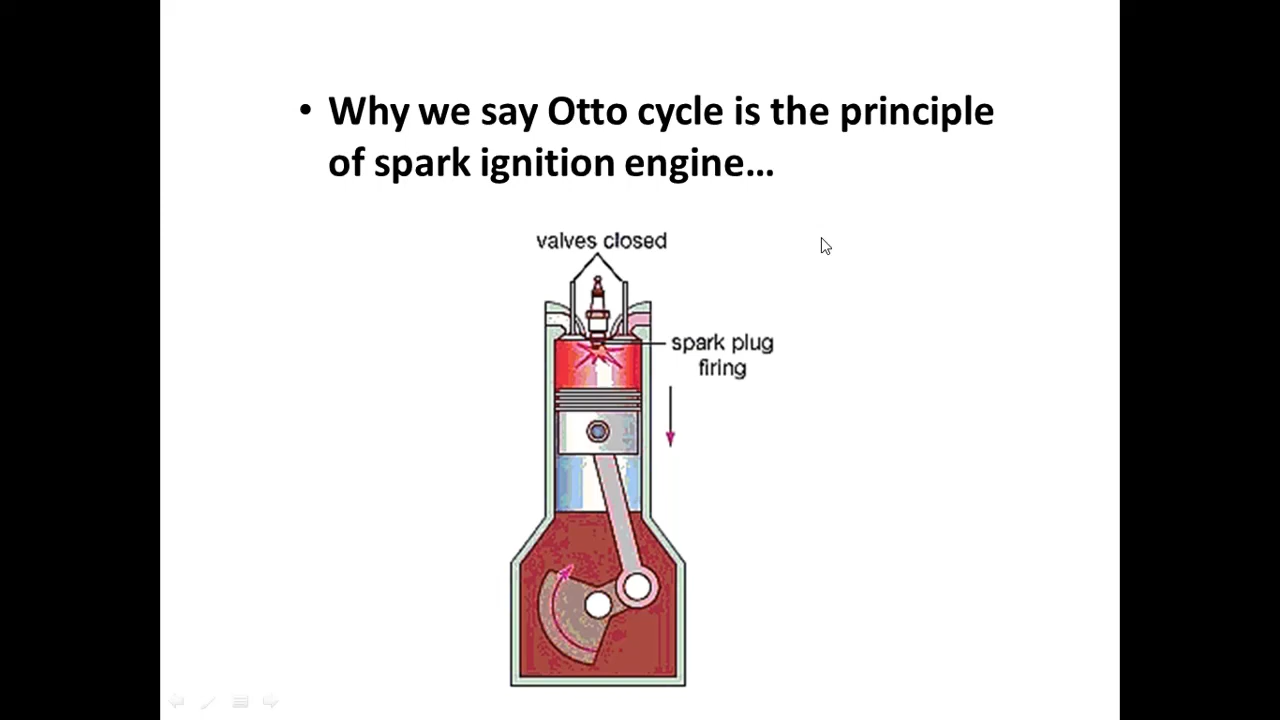 • Why we say Otto cycle is the principle
of spark ignition engine...
valves closed
spark plug
firing